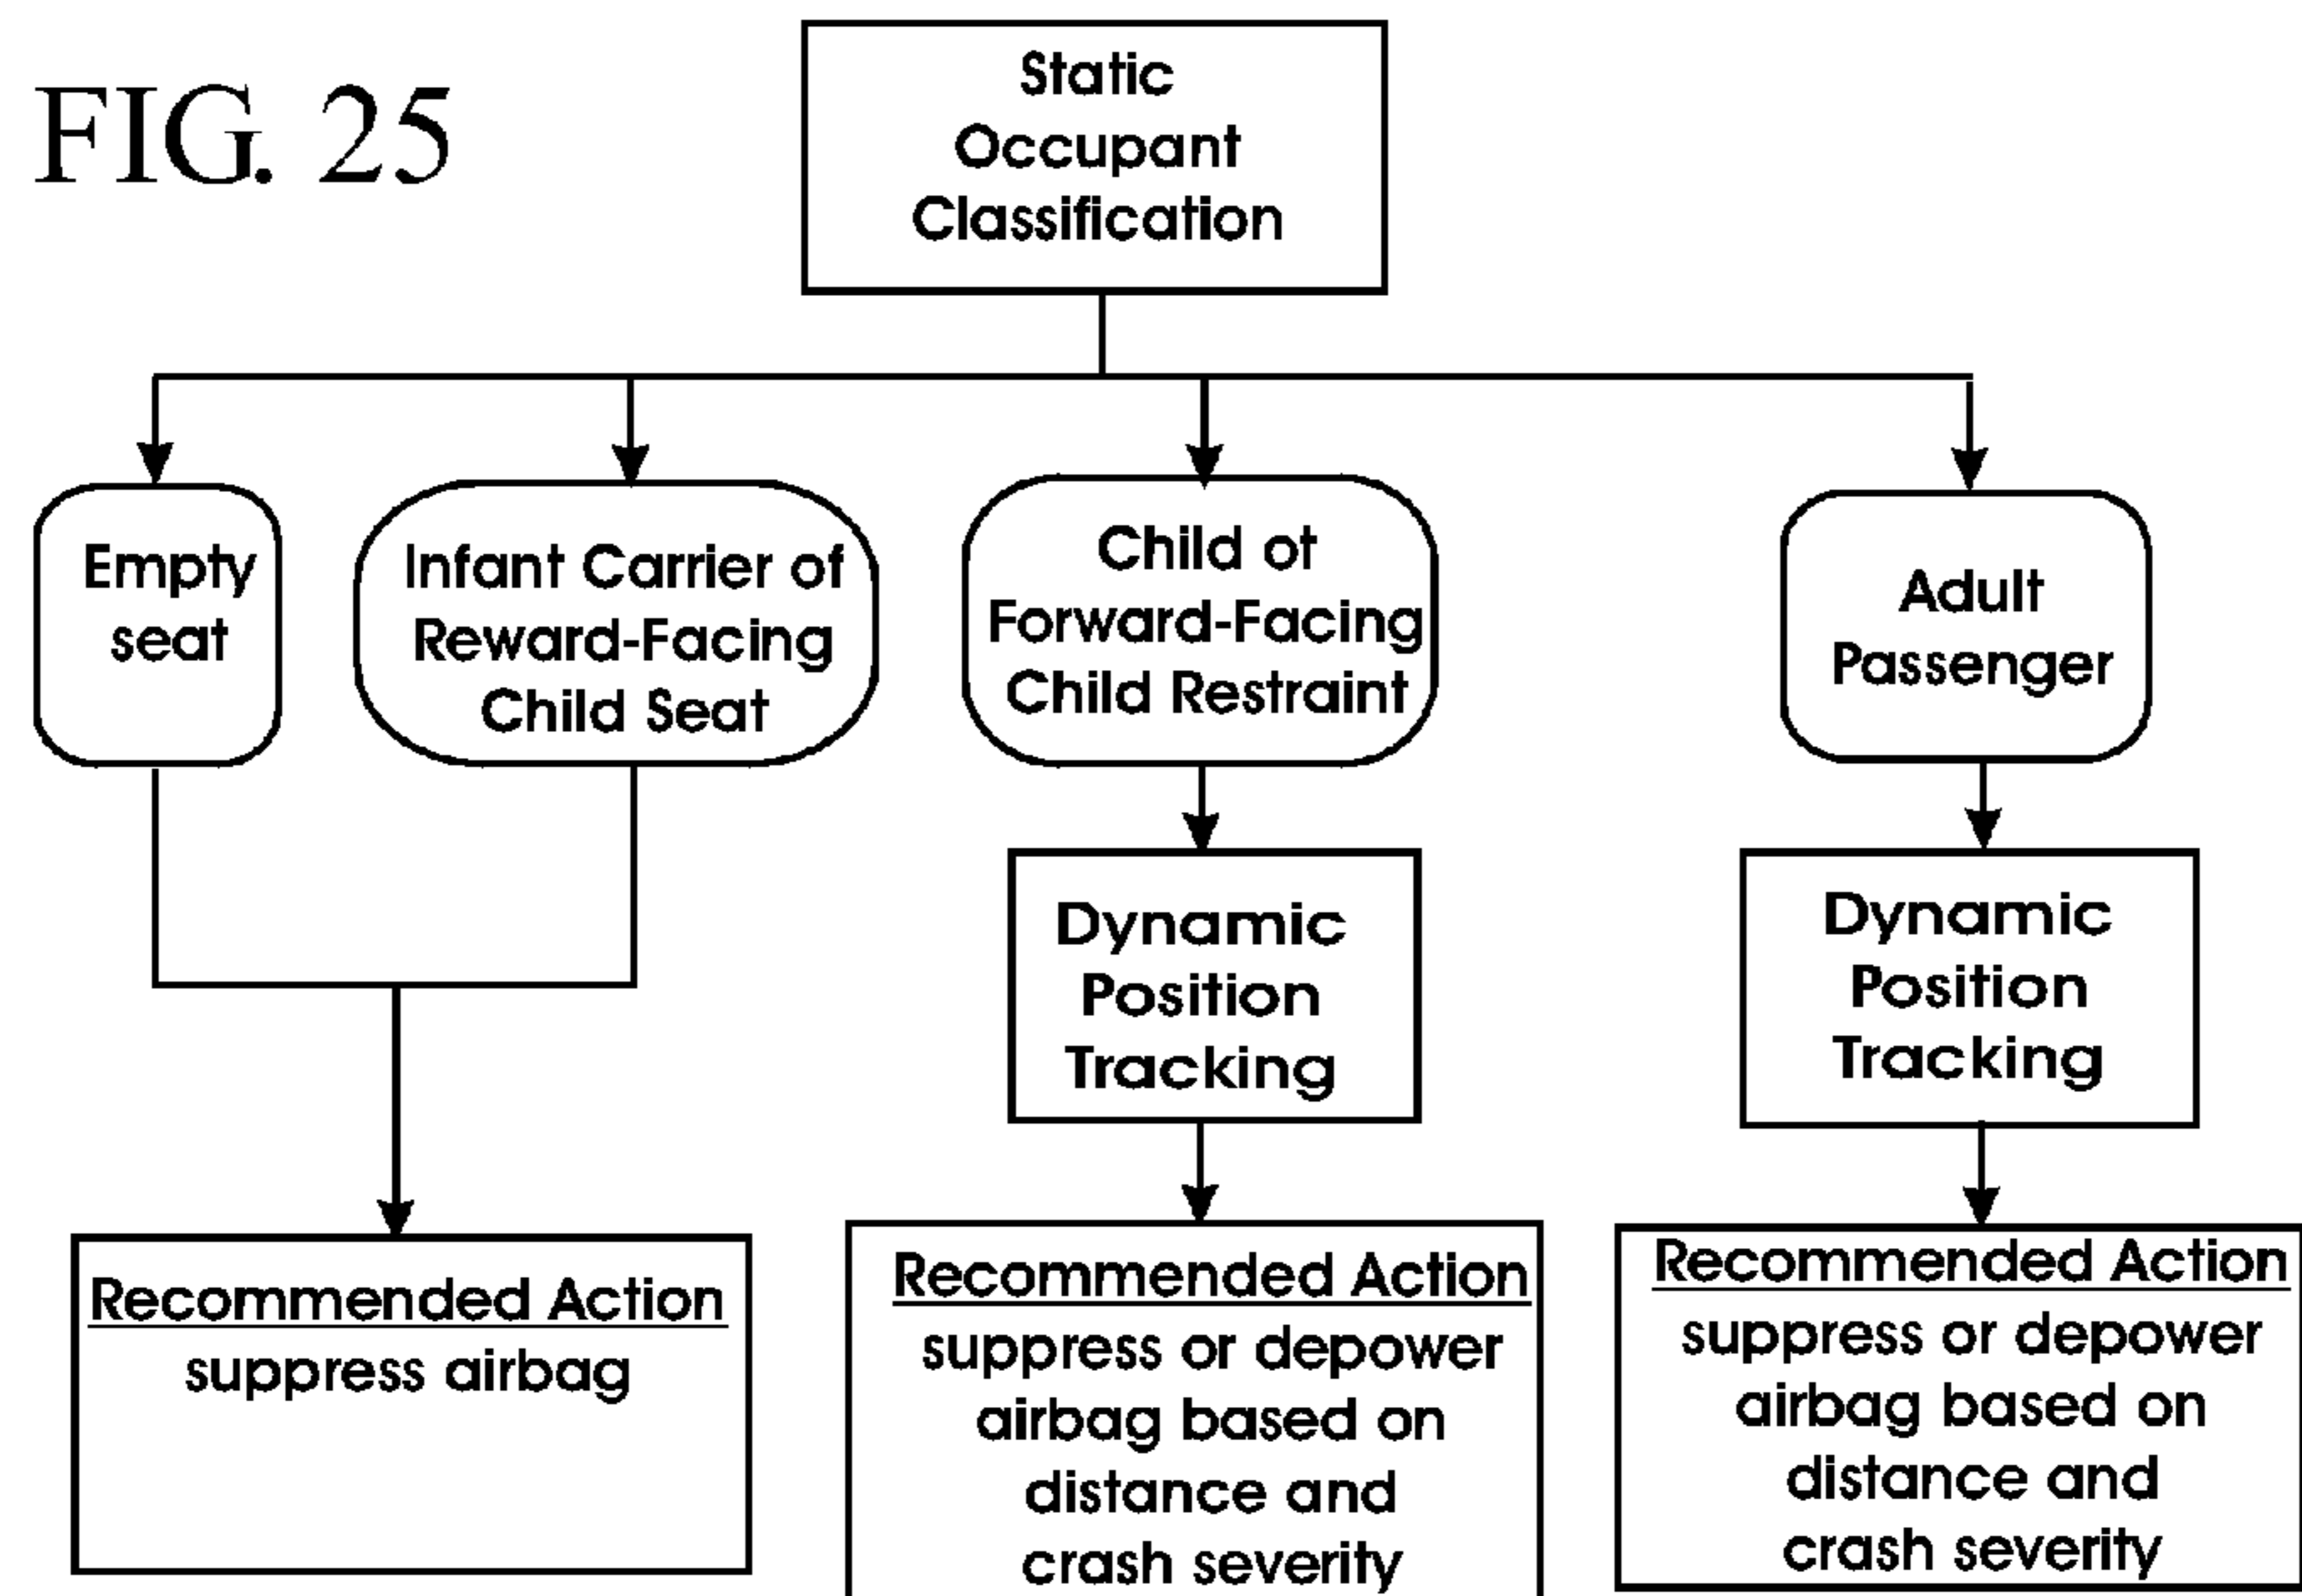 FIG. 25
Static
Occupant
Classification
Empty
seat
Infant Carrier of
Reward-Facing
Child Seat
Child ot
Forward-Facing
Child Restraint
Adult
Passenger
Dynamic
Position
Tracking
Dynamic
Position
Tracking
Recommended Action
suppress airbag
Recommended Action
suppress or depower
airbag based on
distance and
crash severity
Recommended Action
suppress or depower
airbag based on
distance and
crash severity